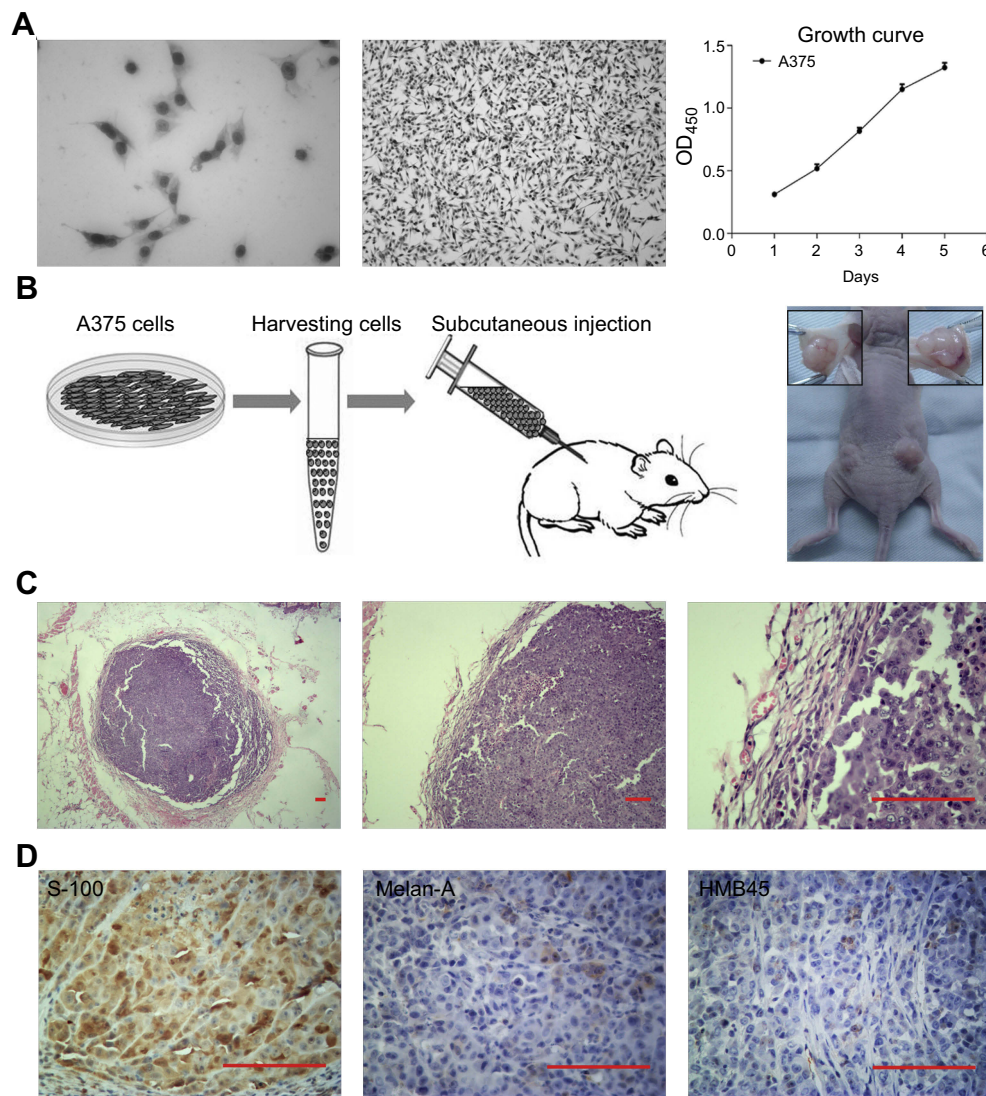 A
Growth curve
1.5
A375
1.0
OD450
0.5
0.0
0 1 2 3 4 5 6
Days
B
A375 cells
Harvesting cells
Subcutaneous injection
C
D
S-100
Melan-A
HMB45